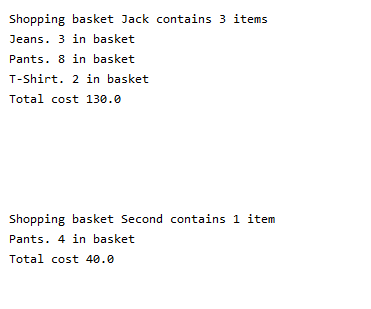 Shopping basket Jack contains 3 items
Jeans. 3 in basket
Pants. 8 in basket
T-Shirt. 2 in basket
Total cost 130.0
Shopping basket Second contains 1 item
Pants. 4 in basket
Total cost 40.0